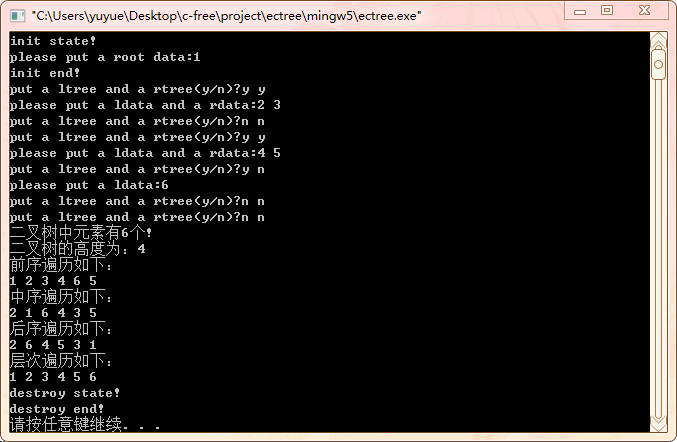 "C:\Users\yuyue\Desktop\c-free\project\ectree\mingw5\ectree.exe"
init state!
please put a root data:1
init end!
put a ltree and a rtree(y/n)?y y
please put a ldata and a rdata:2 3
put a ltree and a rtree(y/n)?n n
put a ltree and a rtree(y/n)?y y
please put a ldata and a rdata:4 5
put a ltree and a rtree(y/n)?y n
please put a ldata:6
put a ltree and a rtree(y/n)?n n
put a ltree and a rtree(y/n)?n n
二叉树中元素有6个!
二叉树的高度为: 4
前序遍历如下:
1 2 3 4 6 5
中序遍历如下:
2 1 6 4 3 5
后序遍历如下:
2 6 4 5 3 1
层次遍历如下:
1 2 3 4 5 6
destroy state!
destroy end!
请按任意键继续. . .